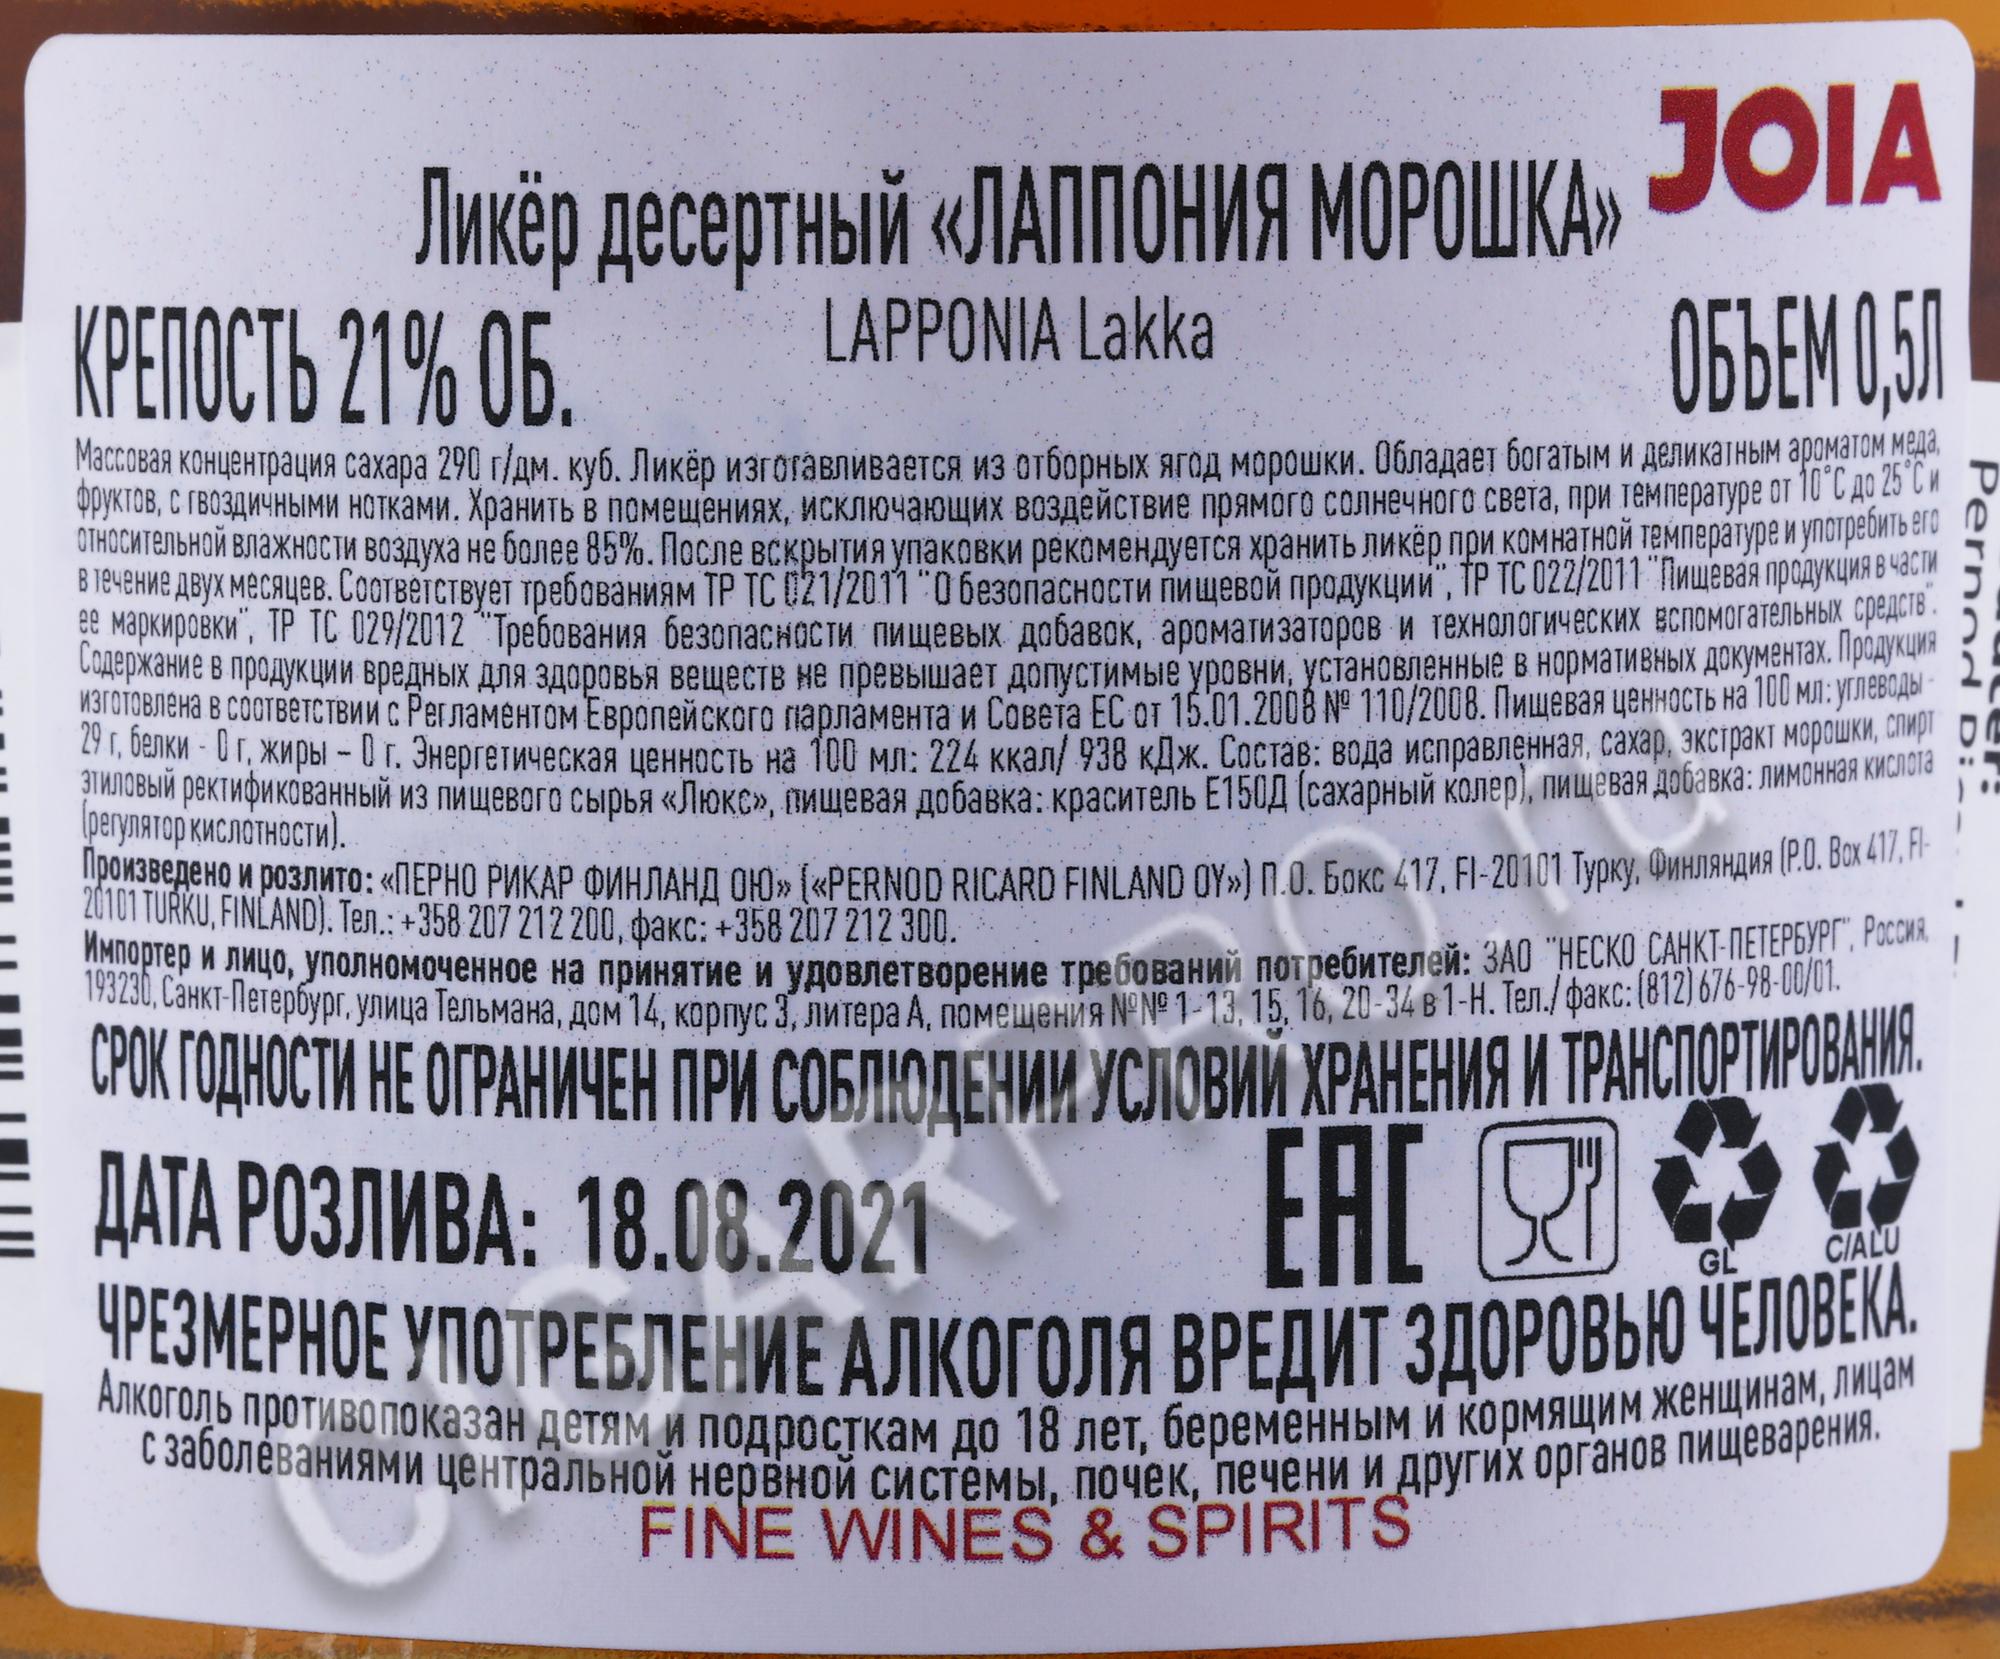 JOIA
Ликёр десертный «ЛАППОНИЯ МОРОШКА»
LAPPONIA Lakka
КРЕПОСТЬ 21% ОБ.
ОБЪЕМ 0,5Л
Массовая концентрация сахара 290 г/дм. куб. Ликёр изготавливается из отборных ягод морошки. Обладает богатым и деликатным ароматом меда,
фруктов, с гвоздичными нотками. Хранить в помещениях, исключающих воздействие прямого солнечного света, при температуре от 10°С до 25°С и
относительной влажности воздуха не более 85%. После вскрытия упаковки рекомендуется хранить ликёр при комнатной температуре и употребить его
в течение двух месяцев. Соответствует требованиям ТР ТС 021/2011 "О безопасности пищевой продукции", ТР ТС 022/2011 "Пищевая продукция в части
ее маркировки", ТР ТС 029/2012 "Требования безопасности пищевых добавок, ароматизаторов и технологических вспомогательных средств".
Содержание в продукции вредных для здоровья веществ не превышает допустимые уровни, установленные в нормативных документах. Продукция
изготовлена в соответствии с Регламентом Европейского парламента и Совета ЕС от 15.01.2008 № 110/2008. Пищевая ценность на 100 мл: углеводы -
29 г, белки - 0 г, жиры – 0 г. Энергетическая ценность на 100 мл: 224 ккал/ 938 кДж. Состав: вода исправленная, сахар, экстракт морошки, спирт
этиловый ректификованный из пищевого сырья «Люкс», пищевая добавка: краситель Е150Д (сахарный колер), пищевая добавка: лимонная кислота
(регулятор кислотности).
Произведено и розлито: «ПЕРНО РИКАР ФИНЛАНД ОЮ» («PERNOD RICARD FINLAND OY») П.О. Бокс 417, FI-20101 Турку, Финляндия (P.O. Box 417, FI-
20101 TURKU, FINLAND). Тел.: +358 207 212 200, факс: +358 207 212 300.
Импортер и лицо, уполномоченное на принятие и удовлетворение требований потребителей: ЗАО "НЕСКО САНКТ-ПЕТЕРБУРГ", Россия,
193230, Санкт-Петербург, улица Тельмана, дом 14, корпус 3, литера А, помещения №№ 1-13, 15, 16, 20-34 в 1-Н. Тел./факс: (812) 676-98-00/01.
СРОК ГОДНОСТИ НЕ ОГРАНИЧЕН ПРИ СОБЛЮДЕНИИ УСЛОВИЙ ХРАНЕНИЯ И ТРАНСПОРТИРОВАНИЯ.
ДАТА РОЗЛИВА: 18.08.2021
EAC
GL
C/ALU
ЧРЕЗМЕРНОЕ УПОТРЕБЛЕНИЕ АЛКОГОЛЯ ВРЕДИТ ЗДОРОВЬЮ ЧЕЛОВЕКА.
Алкоголь противопоказан детям и подросткам до 18 лет, беременным и кормящим женщинам, лицам
с заболеваниями центральной нервной системы, почек, печени и других органов пищеварения.
FINE WINES & SPIRITS
CIGARPRO.ru
Pernod